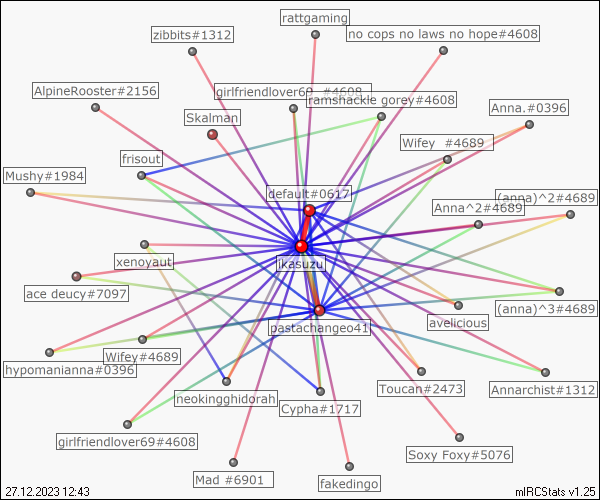 rattgaming
zibbits#1312
no cops no laws no hope#4608
AlpineRooster#2156
girlfriendlover69 #4608
ramshackle gorey#4608
Anna.#0396
Skalman
Wifey #4689
frisout
Mushy#1984
default#0617
(anna)^2#4689
Anna^2#4689
xenoyaut
jkasuzu
ace deucy#7097
(anna)^3#4689
avelicious
pastachangeo41
Wifey#4689
hypomanianna#0396
Toucan#2473
Annarchist#1312
neokingghidorah
Cypha#1717
girlfriendlover69#4608
Soxy Foxy#5076
Mad #6901
fakedingo
27.12.2023 12:43
mIRCStats v1.25